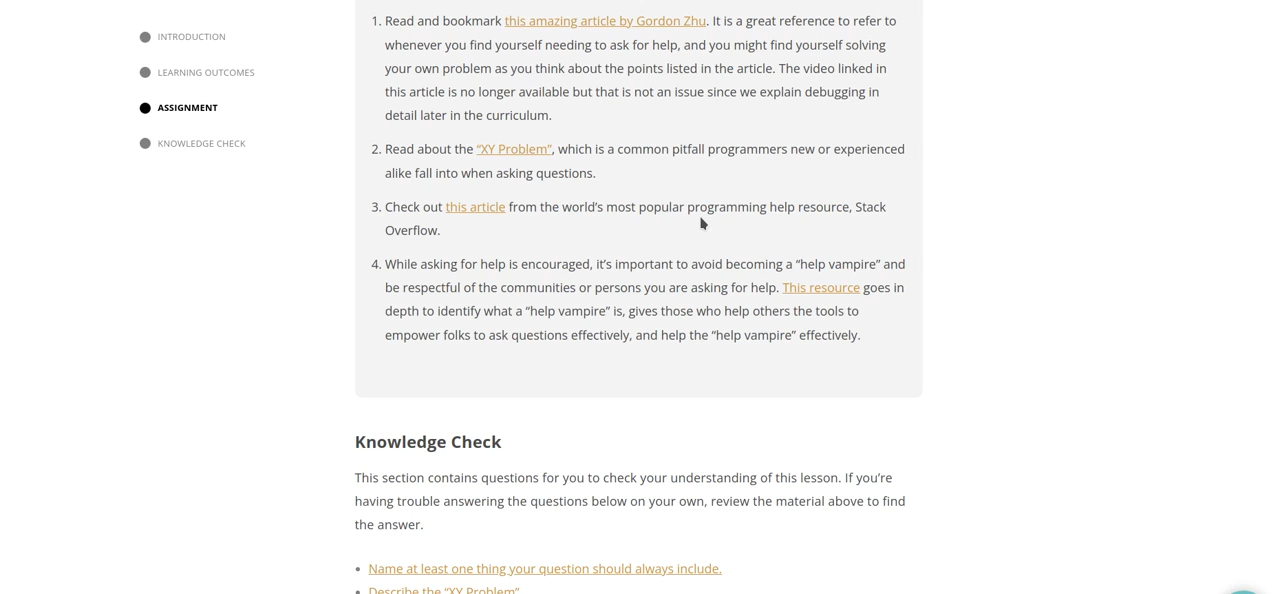 INTRODUCTION
LEARNING OUTCOMES
ASSIGNMENT
KNOWLEDGE CHECK
1. Read and bookmark this amazing article by Gordon Zhu. It is a great reference to refer to
whenever you find yourself needing to ask for help, and you might find yourself solving
your own problem as you think about the points listed in the article. The video linked in
this article is no longer available but that is not an issue since we explain debugging in
detail later in the curriculum.
2. Read about the “XY Problem”, which is a common pitfall programmers new or experienced
alike fall into when asking questions.
3. Check out this article from the world’s most popular programming help resource, Stack
Overflow.
4. While asking for help is encouraged, it’s important to avoid becoming a “help vampire” and
be respectful of the communities or persons you are asking for help. This resource goes in
depth to identify what a “help vampire” is, gives those who help others the tools to
empower folks to ask questions effectively, and help the “help vampire” effectively.
Knowledge Check
This section contains questions for you to check your understanding of this lesson. If you’re
having trouble answering the questions below on your own, review the material above to find
the answer.
• Name at least one thing your question should always include.
• Describe the “XY Problem”